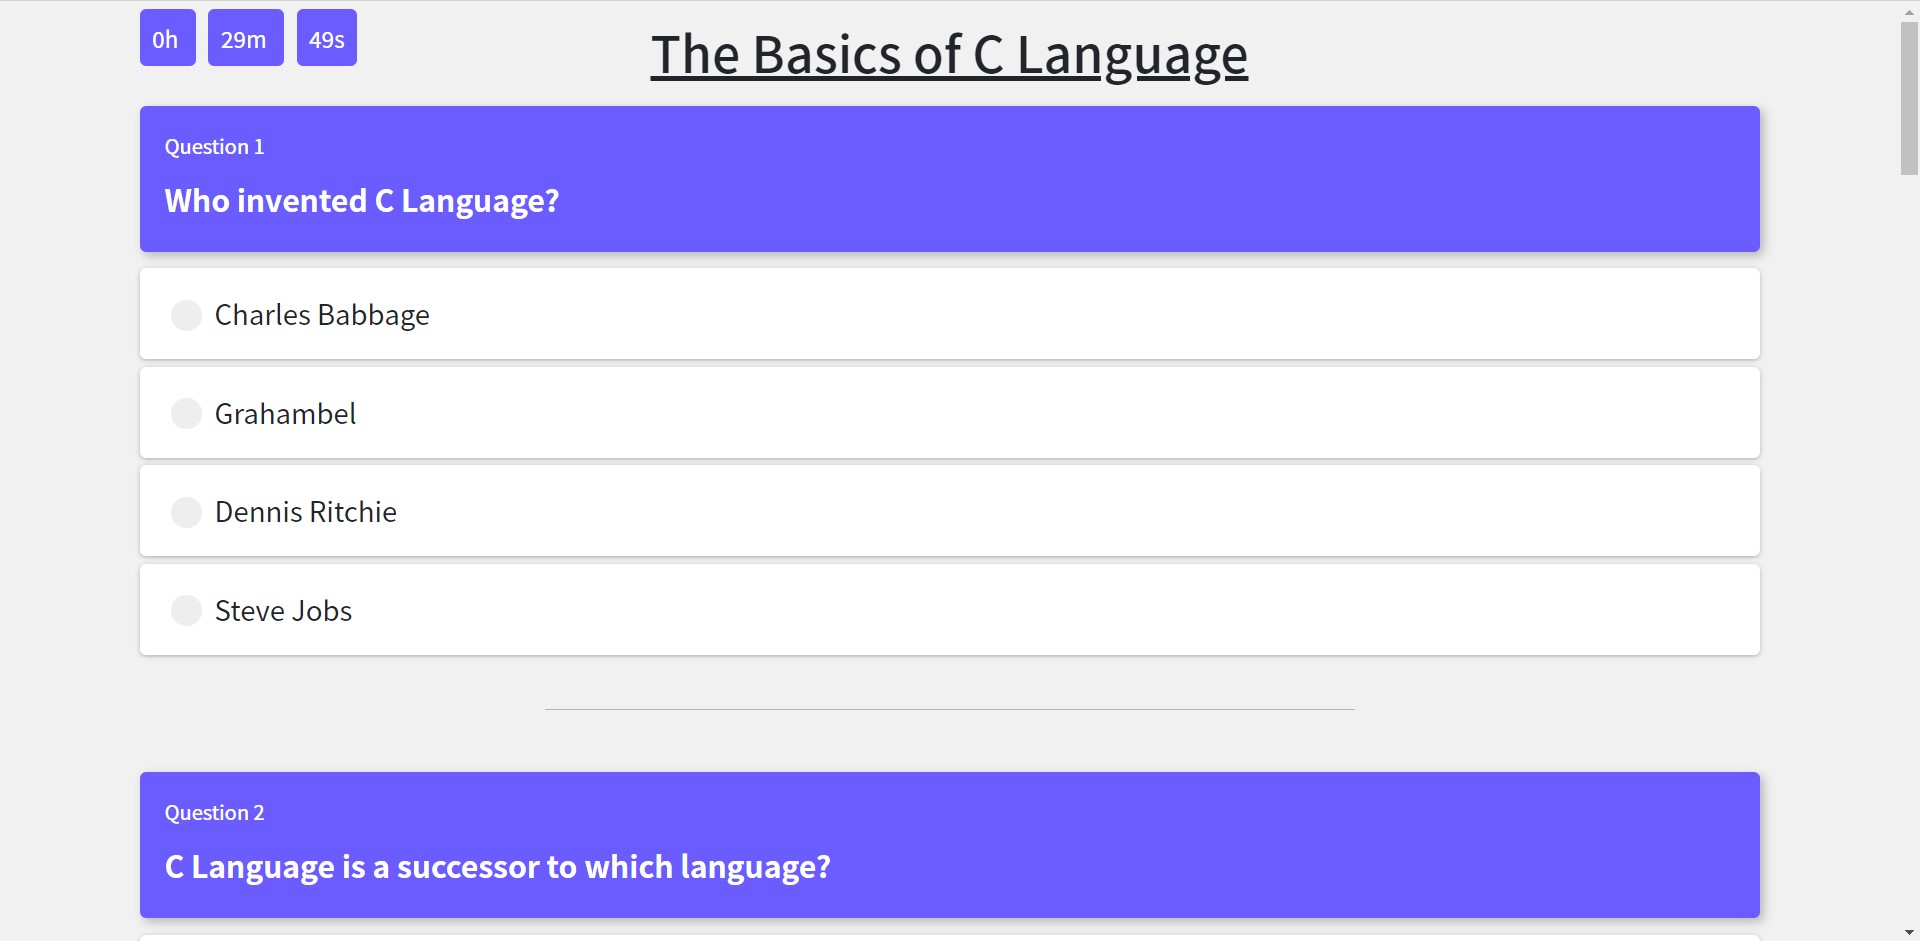 0h 29m 49s
The Basics of C Language
Question 1
Who invented C Language?
Charles Babbage
Grahambel
Dennis Ritchie
Steve Jobs
Question 2
C Language is a successor to which language?